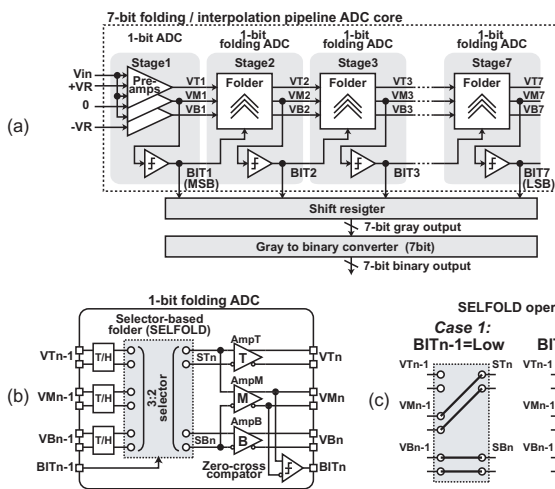 7-bit folding / interpolation pipeline ADC core
1-bit ADC
1-bit folding ADC
1-bit folding ADC
1-bit folding ADC
Stage1
Stage2
Stage3
Stage7
Vin
+VR
0
-VR
Pre-amps
VT1
VM1
VB1
Folder
VT2
VM2
VB2
Folder
VT3
VM3
VB3
Folder
VT7
VM7
VB7
(a)
BIT1
(MSB)
BIT2
BIT3
BIT7
(LSB)
Shift resigter
7-bit gray output
Gray to binary converter (7bit)
7-bit binary output
1-bit folding ADC
Selector-based
folder (SELFOLD)
(b)
VTn-1
VMn-1
VBn-1
BITn-1
T/H
T/H
T/H
3:2
selector
STn
SBn
AmpT
T
AmpM
M
AmpB
B
Zero-cross
compator
VTn
VMn
VBn
BITn
SELFOLD oper
Case 1:
BITn-1=Low
BI
(c)
VTn-1
VMn-1
VBn-1
STn
SBn
VTn-1
VMn-1
VBn-1